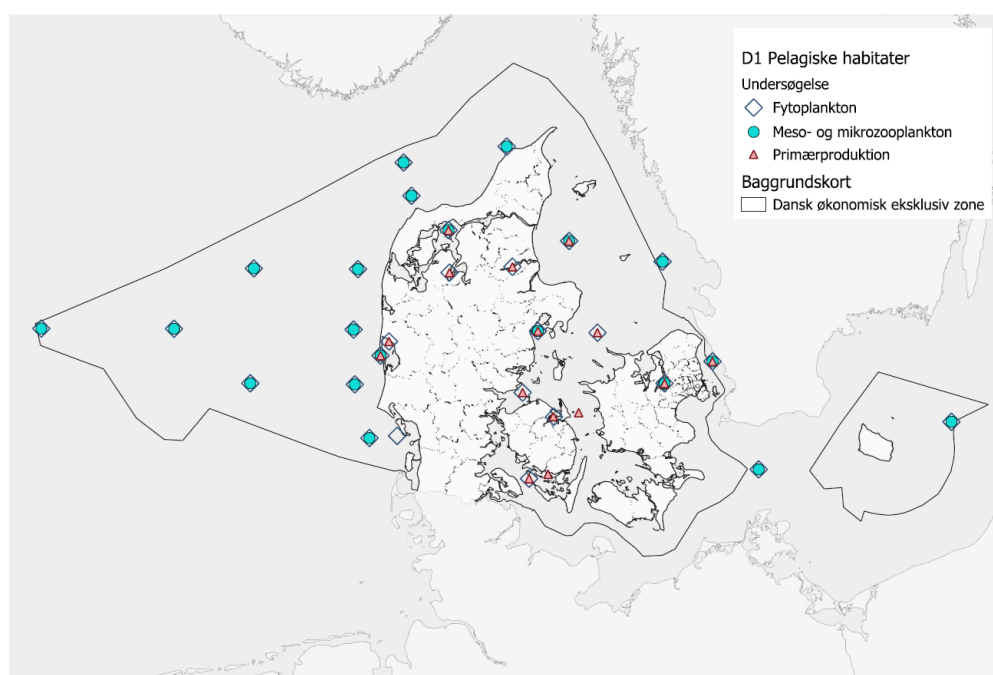 D1 Pelagiske habitater
Undersøgelse
Fytoplankton
Meso- og mikrozooplankton
Primærproduktion
Baggrundskort
Dansk økonomisk eksklusiv zone